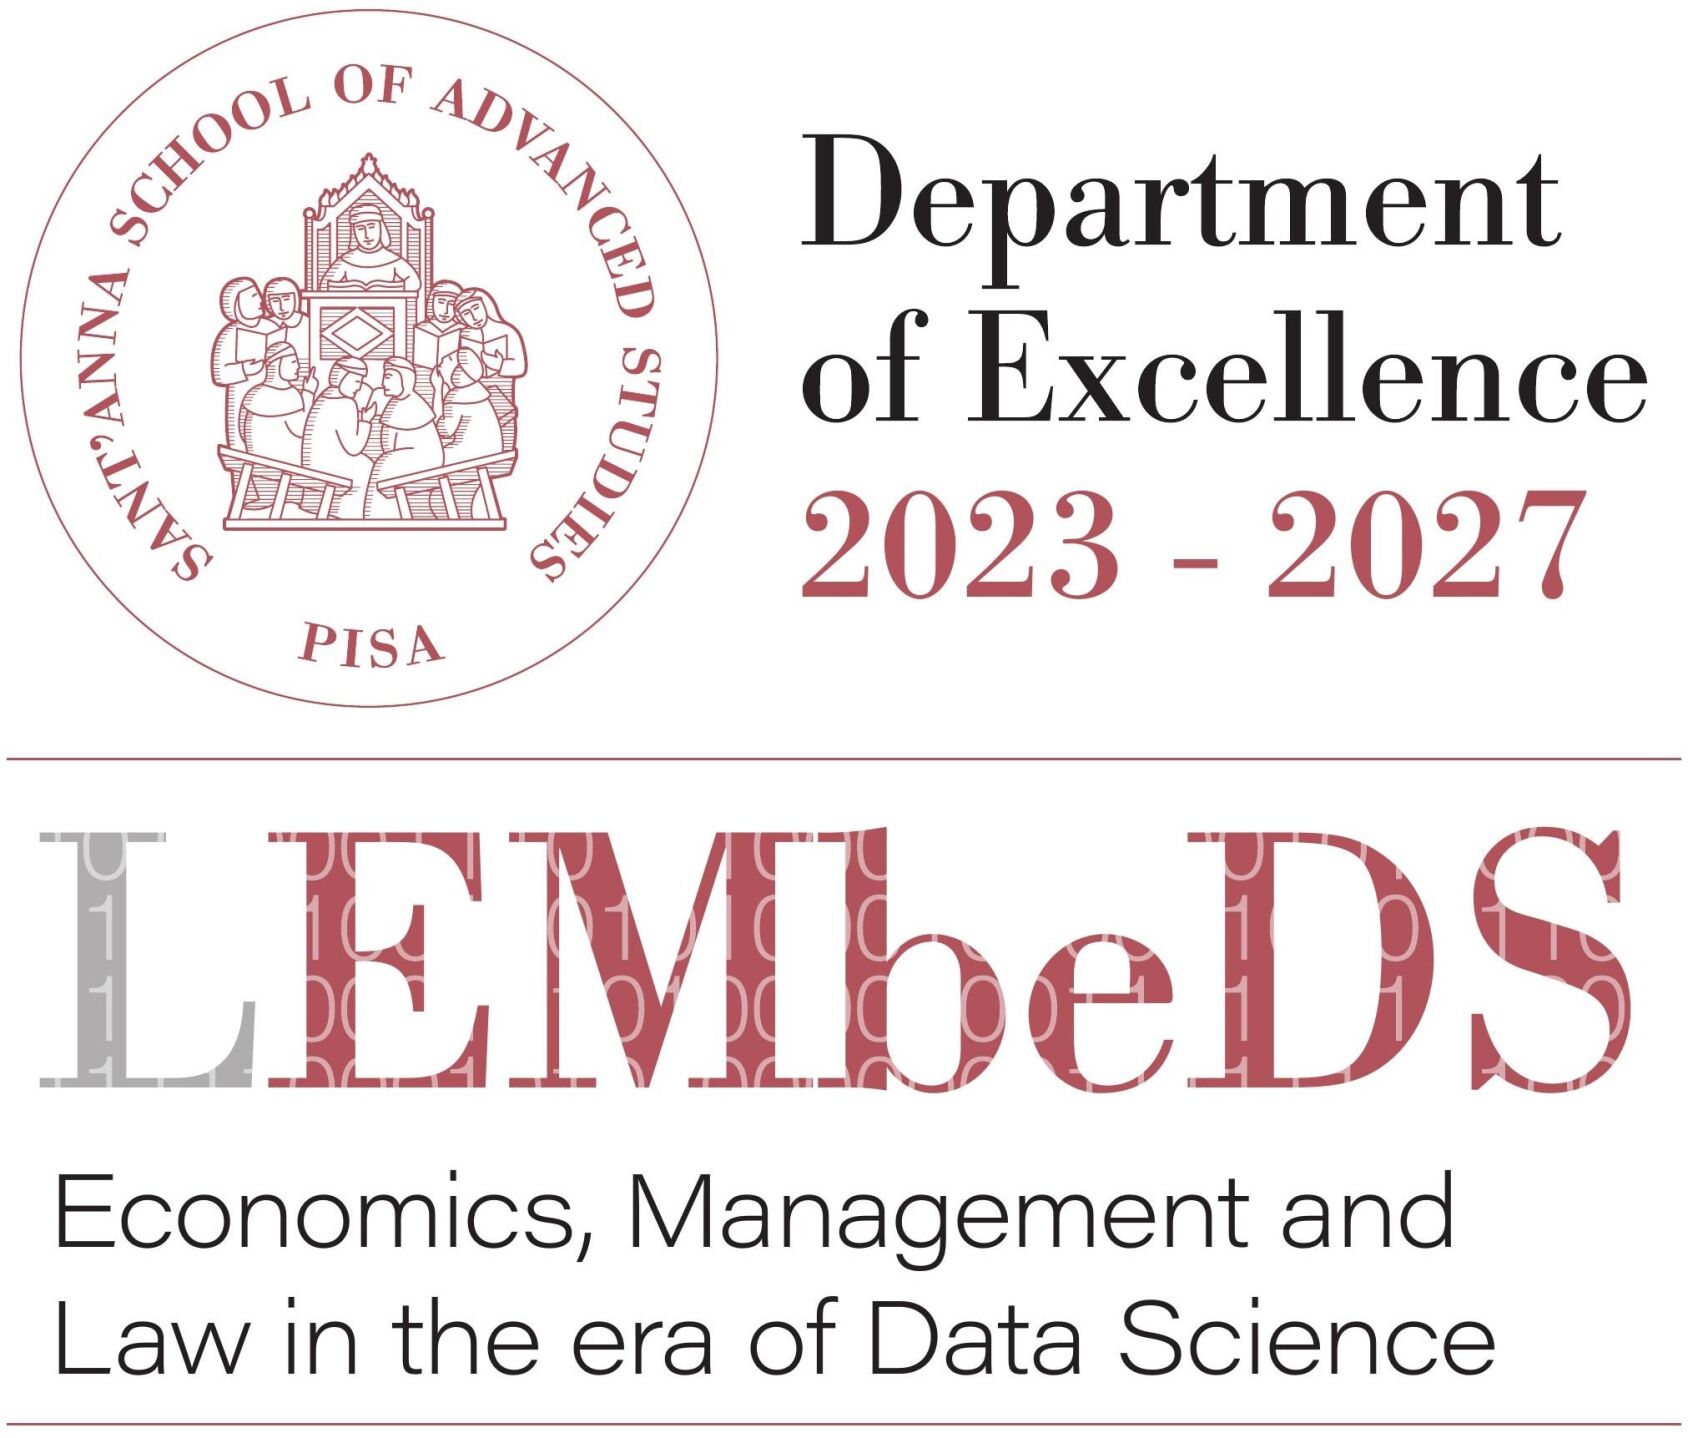 SANT'ANNA SCHOOL OF ADVANCED STUDIES
PISA
Department
of Excellence
2023 - 2027
LEMbeDS
Economics, Management and
Law in the era of Data Science